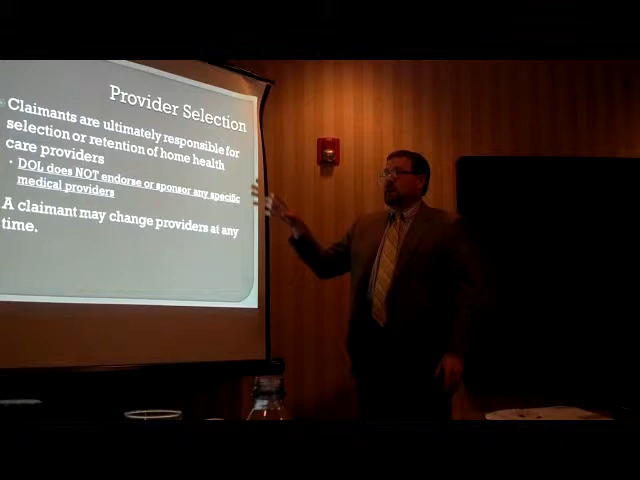 Provider Selection
Claimants are ultimately responsible for
selection or retention of home health
care providers
• DOL does NOT endorse or sponsor any specific
medical providers
A claimant may change providers at any
time.